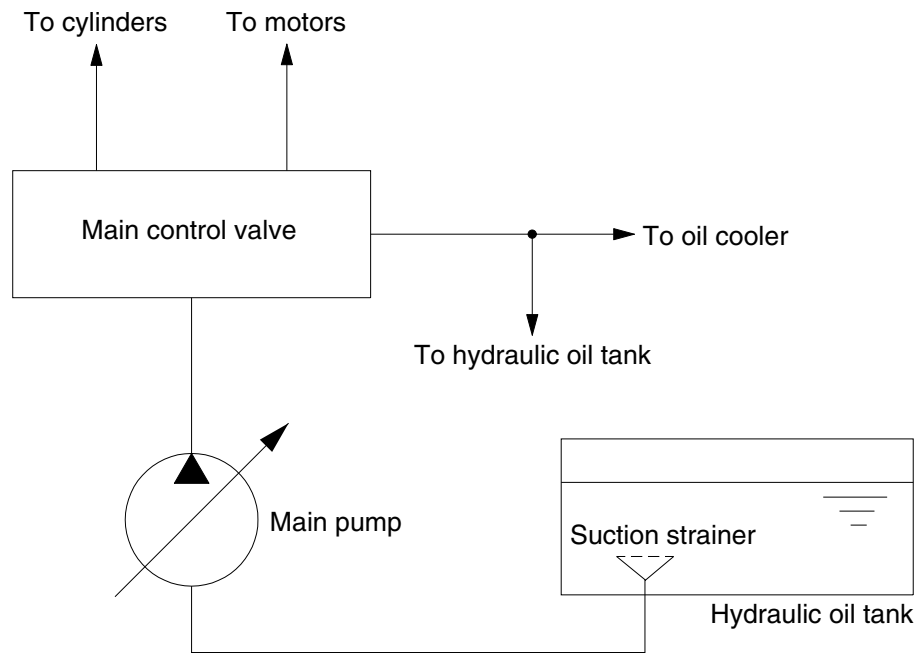 To cylinders
To motors
Main control valve
To oil cooler
To hydraulic oil tank
Main pump
Suction strainer
Hydraulic oil tank